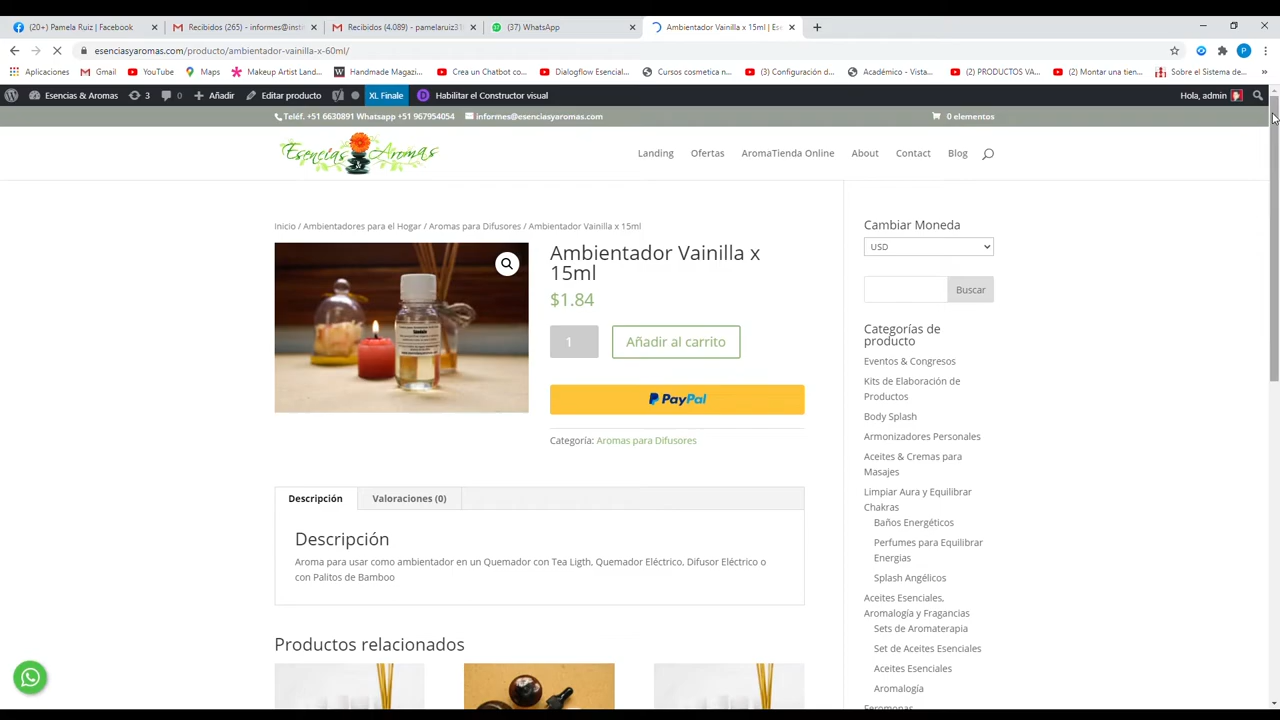 (20+) Pamela Ruiz | Facebook
Recibidos (265) - informes@insti
Recibidos (4.089) - pamelaruiz31
(37) WhatsApp
Ambientador Vainilla x 15ml | Es
esenciasyaromas.com/producto/ambientador-vainilla-x-60ml/
Aplicaciones
Gmail
YouTube
Maps
Makeup Artist Land...
Handmade Magazi...
Crea un Chatbot co...
Dialogflow Esencial...
Cursos cosmetica n...
(3) Configuración d...
Académico - Vista...
(2) PRODUCTOS VA...
(2) Montar una tien...
Sobre el Sistema de...
Esencias & Aromas
3
0
Añadir
Editar producto
XL Finale
Habilitar el Constructor visual
Hola, admin
Teléf. +51 6630891 Whatsapp +51 967954054
informes@esenciasyaromas.com
0 elementos
Esencias & Aromas
Landing
Ofertas
AromaTienda Online
About
Contact
Blog
Inicio / Ambientadores para el Hogar / Aromas para Difusores / Ambientador Vainilla x 15ml
Ambientador Vainilla x
15ml
$1.84
1
Añadir al carrito
PayPal
Categoría: Aromas para Difusores
Descripción
Valoraciones (0)
Descripción
Aroma para usar como ambientador en un Quemador con Tea Ligth, Quemador Eléctrico, Difusor Eléctrico o
con Palitos de Bamboo
Productos relacionados
Cambiar Moneda
USD
Buscar
Categorías de
producto
Eventos & Congresos
Kits de Elaboración de
Productos
Body Splash
Armonizadores Personales
Aceites & Cremas para
Masajes
Limpiar Aura y Equilibrar
Chakras
Baños Energéticos
Perfumes para Equilibrar
Energías
Splash Angélicos
Aceites Esenciales,
Aromalogía y Fragancias
Sets de Aromaterapia
Set de Aceites Esenciales
Aceites Esenciales
Aromalogía
Feromonas